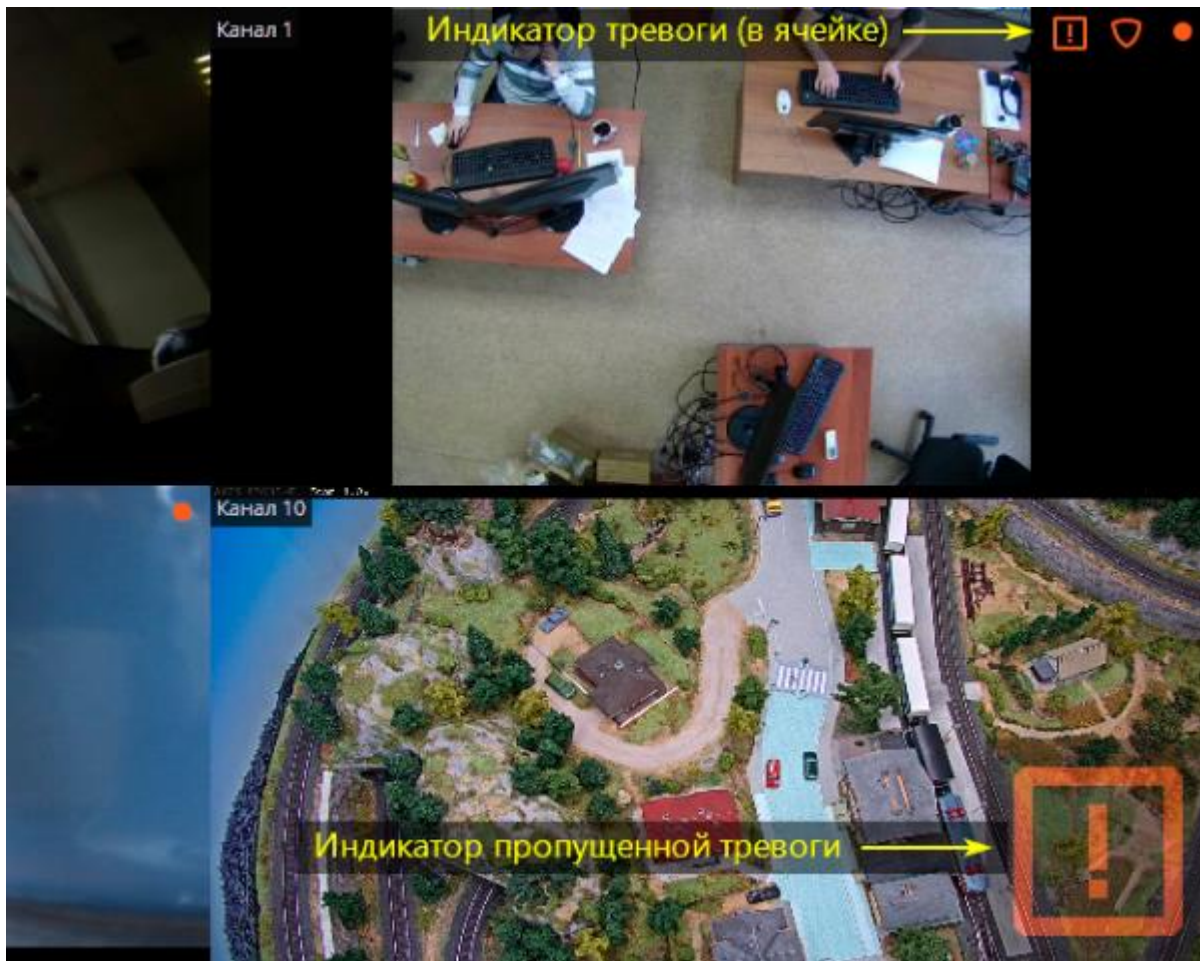 Канал 1
Индикатор тревоги (в ячейке)
Канал 10
Индикатор пропущенной тревоги